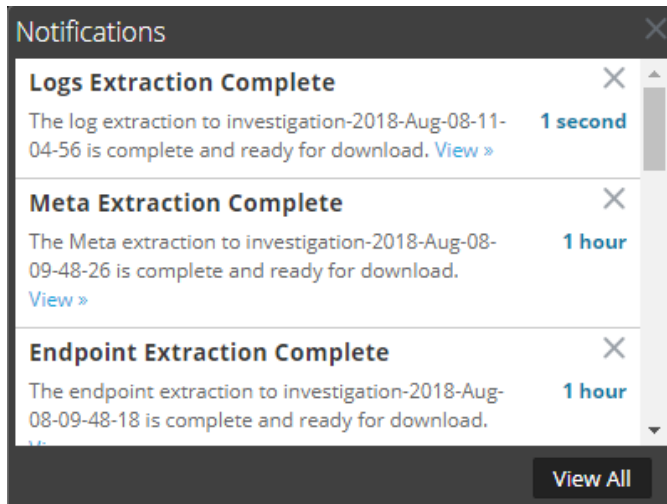 Notifications
Logs Extraction Complete
The log extraction to investigation-2018-Aug-08-11-
1 second
04-56 is complete and ready for download. View »
Meta Extraction Complete
The Meta extraction to investigation-2018-Aug-08-
1 hour
09-48-26 is complete and ready for download.
View »
Endpoint Extraction Complete
The endpoint extraction to investigation-2018-Aug-
1 hour
08-09-48-18 is complete and ready for download.
View All